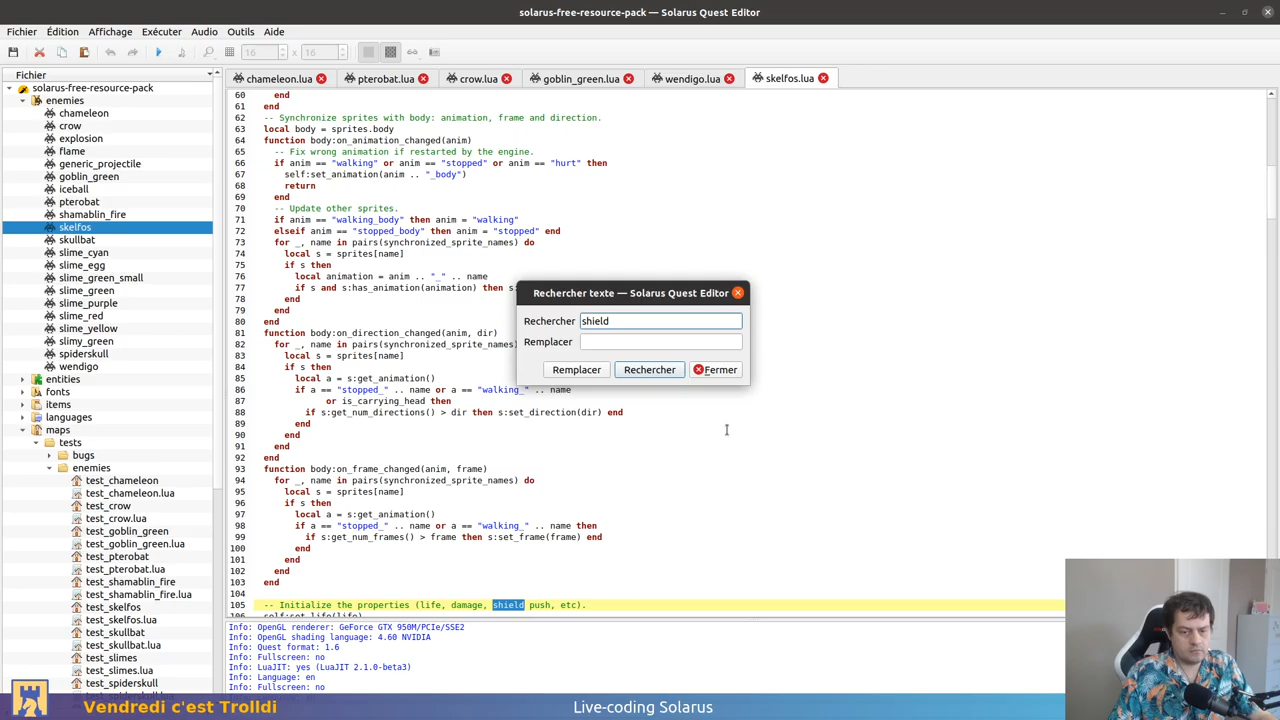 solarus-free-resource-pack — Solarus Quest Editor
Fichier Édition Affichage Exécuter Audio Outils Aide
16 x 16
Fichier
solarus-free-resource-pack
enemies
chameleon
crow
explosion
flame
generic_projectile
goblin_green
iceball
pterobat
shamablin_fire
skelfos
skullbat
slime_cyan
slime_egg
slime_green_small
slime_green
slime_purple
slime_red
slime_yellow
slimy_green
spiderskull
wendigo
entities
fonts
items
languages
maps
tests
bugs
enemies
test_chameleon
test_chameleon.lua
test_crow
test_crow.lua
test_goblin_green
test_goblin_green.lua
test_pterobat
test_pterobat.lua
test_shamablin_fire
test_shamablin_fire.lua
test_skelfos
test_skelfos.lua
test_skullbat
test_skullbat.lua
test_slimes
test_slimes.lua
test_spiderskull
chameleon.lua pterobat.lua crow.lua goblin_green.lua wendigo.lua skelfos.lua
60 end
61 end
62 -- Synchronize sprites with body: animation, frame and direction.
63 local body = sprites.body
64 function body:on_animation_changed(anim)
65 -- Fix wrong animation if restarted by the engine.
66 if anim == "walking" or anim == "stopped" or anim == "hurt" then
67 self:set_animation(anim .. "_body")
68 return
69 end
70 -- Update other sprites.
71 if anim == "walking_body" then anim = "walking"
72 elseif anim == "stopped_body" then anim = "stopped" end
73 for _, name in pairs(synchronized_sprite_names) do
74 local s = sprites[name]
75 if s then
76 local animation = anim .. "_" .. name
77 if s and s:has_animation(animation) then s:
78 end
79 end
80 end
81 function body:on_direction_changed(anim, dir)
82 for _, name in pairs(synchronized_sprite_names)
83 local s = sprites[name]
84 if s then
85 local a = s:get_animation()
86 if a == "stopped_" .. name or a == "walking_" .. name
87 or is_carrying_head then
88 if s:get_num_directions() > dir then s:set_direction(dir) end
89 end
90 end
91 end
92 end
93 function body:on_frame_changed(anim, frame)
94 for _, name in pairs(synchronized_sprite_names) do
95 local s = sprites[name]
96 if s then
97 local a = s:get_animation()
98 if a == "stopped_" .. name or a == "walking_" .. name then
99 if s:get_num_frames() > frame then s:set_frame(frame) end
100 end
101 end
102 end
103 end
104
105 -- Initialize the properties (life, damage, shield push, etc).
106 self:set_life(life)
Rechercher texte — Solarus Quest Editor
Rechercher shield
Remplacer
Remplacer Rechercher Fermer
Info: OpenGL renderer: GeForce GTX 950M/PCIe/SSE2
Info: OpenGL shading language: 4.60 NVIDIA
Info: Quest format: 1.6
Info: Fullscreen: no
Info: LuaJIT: yes (LuaJIT 2.1.0-beta3)
Info: Language: en
Info: Fullscreen: no
Vendredi c'est Trolldi
Live-coding Solarus